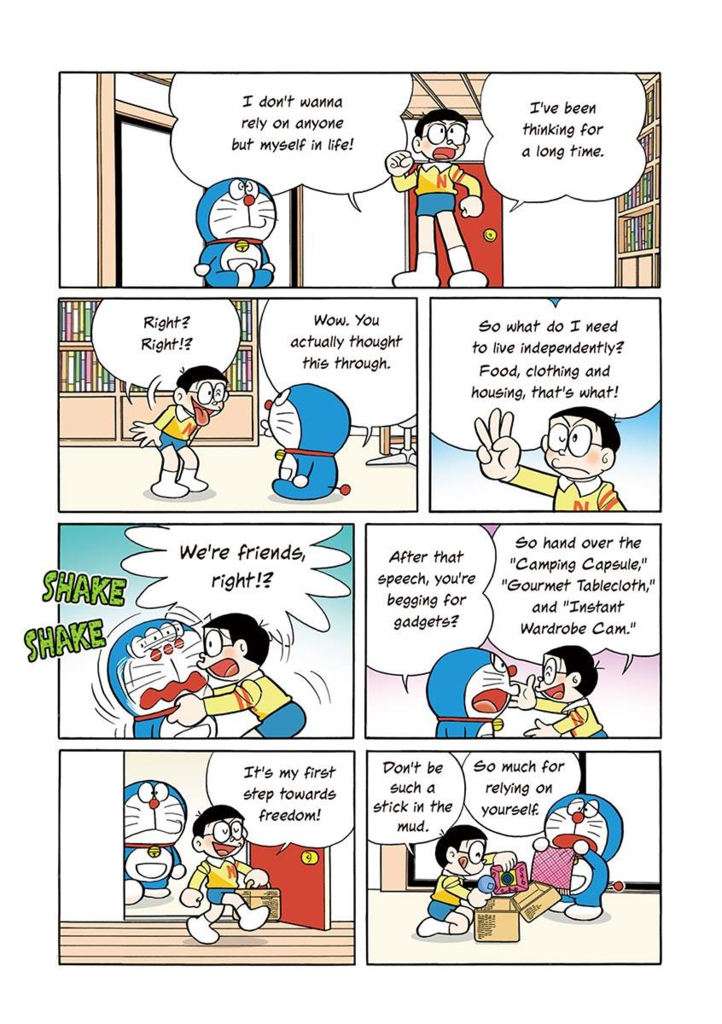 I've been
thinking for
a long time.
I don't wanna
rely on anyone
but myself in life!
So what do I need
to live independently?
Food, clothing and
housing, that's what!
Wow. You
actually thought
this through.
Right?
Right!?
So hand over the
"Camping Capsule,"
"Gourmet Tablecloth,"
and "Instant
Wardrobe Cam."
After that
speech, you're
begging for
gadgets?
We're friends,
right!?
SHAKE
SHAKE
So much for
relying on
yourself.
Don't be
such a
stick in the
mud.
It's my first
step towards
freedom!